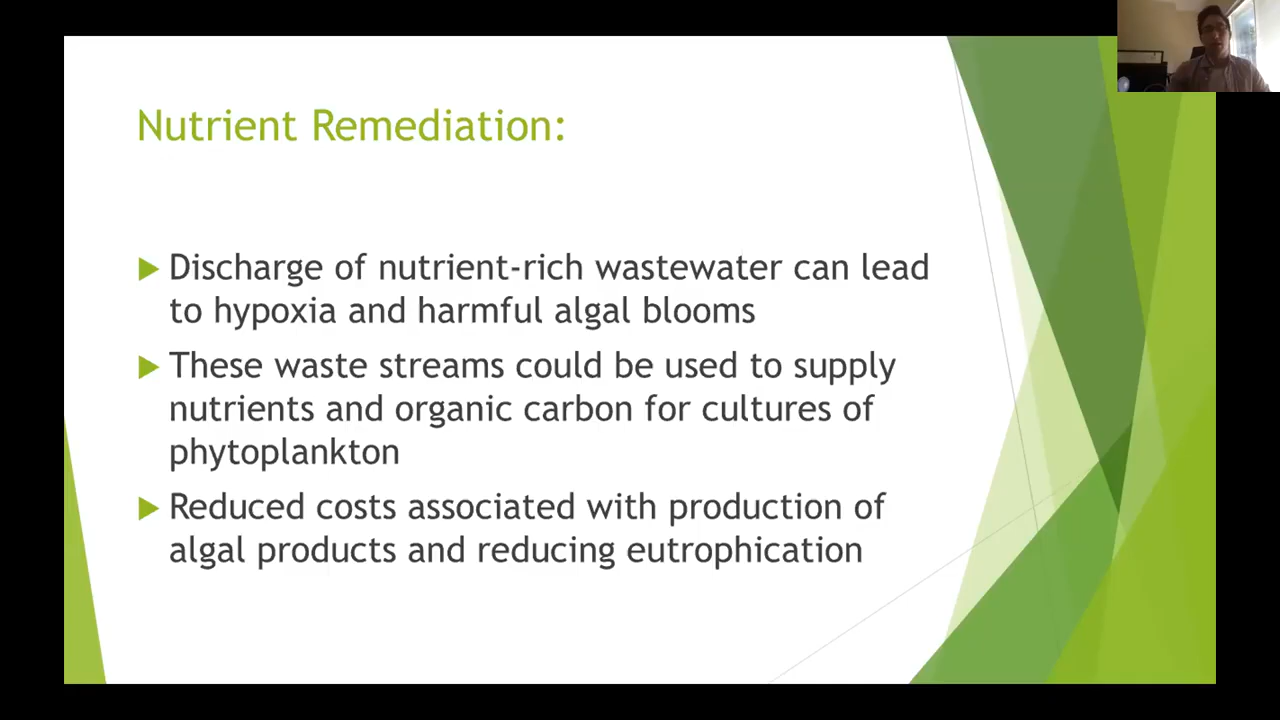 Nutrient Remediation:
Discharge of nutrient-rich wastewater can lead
to hypoxia and harmful algal blooms
These waste streams could be used to supply
nutrients and organic carbon for cultures of
phytoplankton
Reduced costs associated with production of
algal products and reducing eutrophication